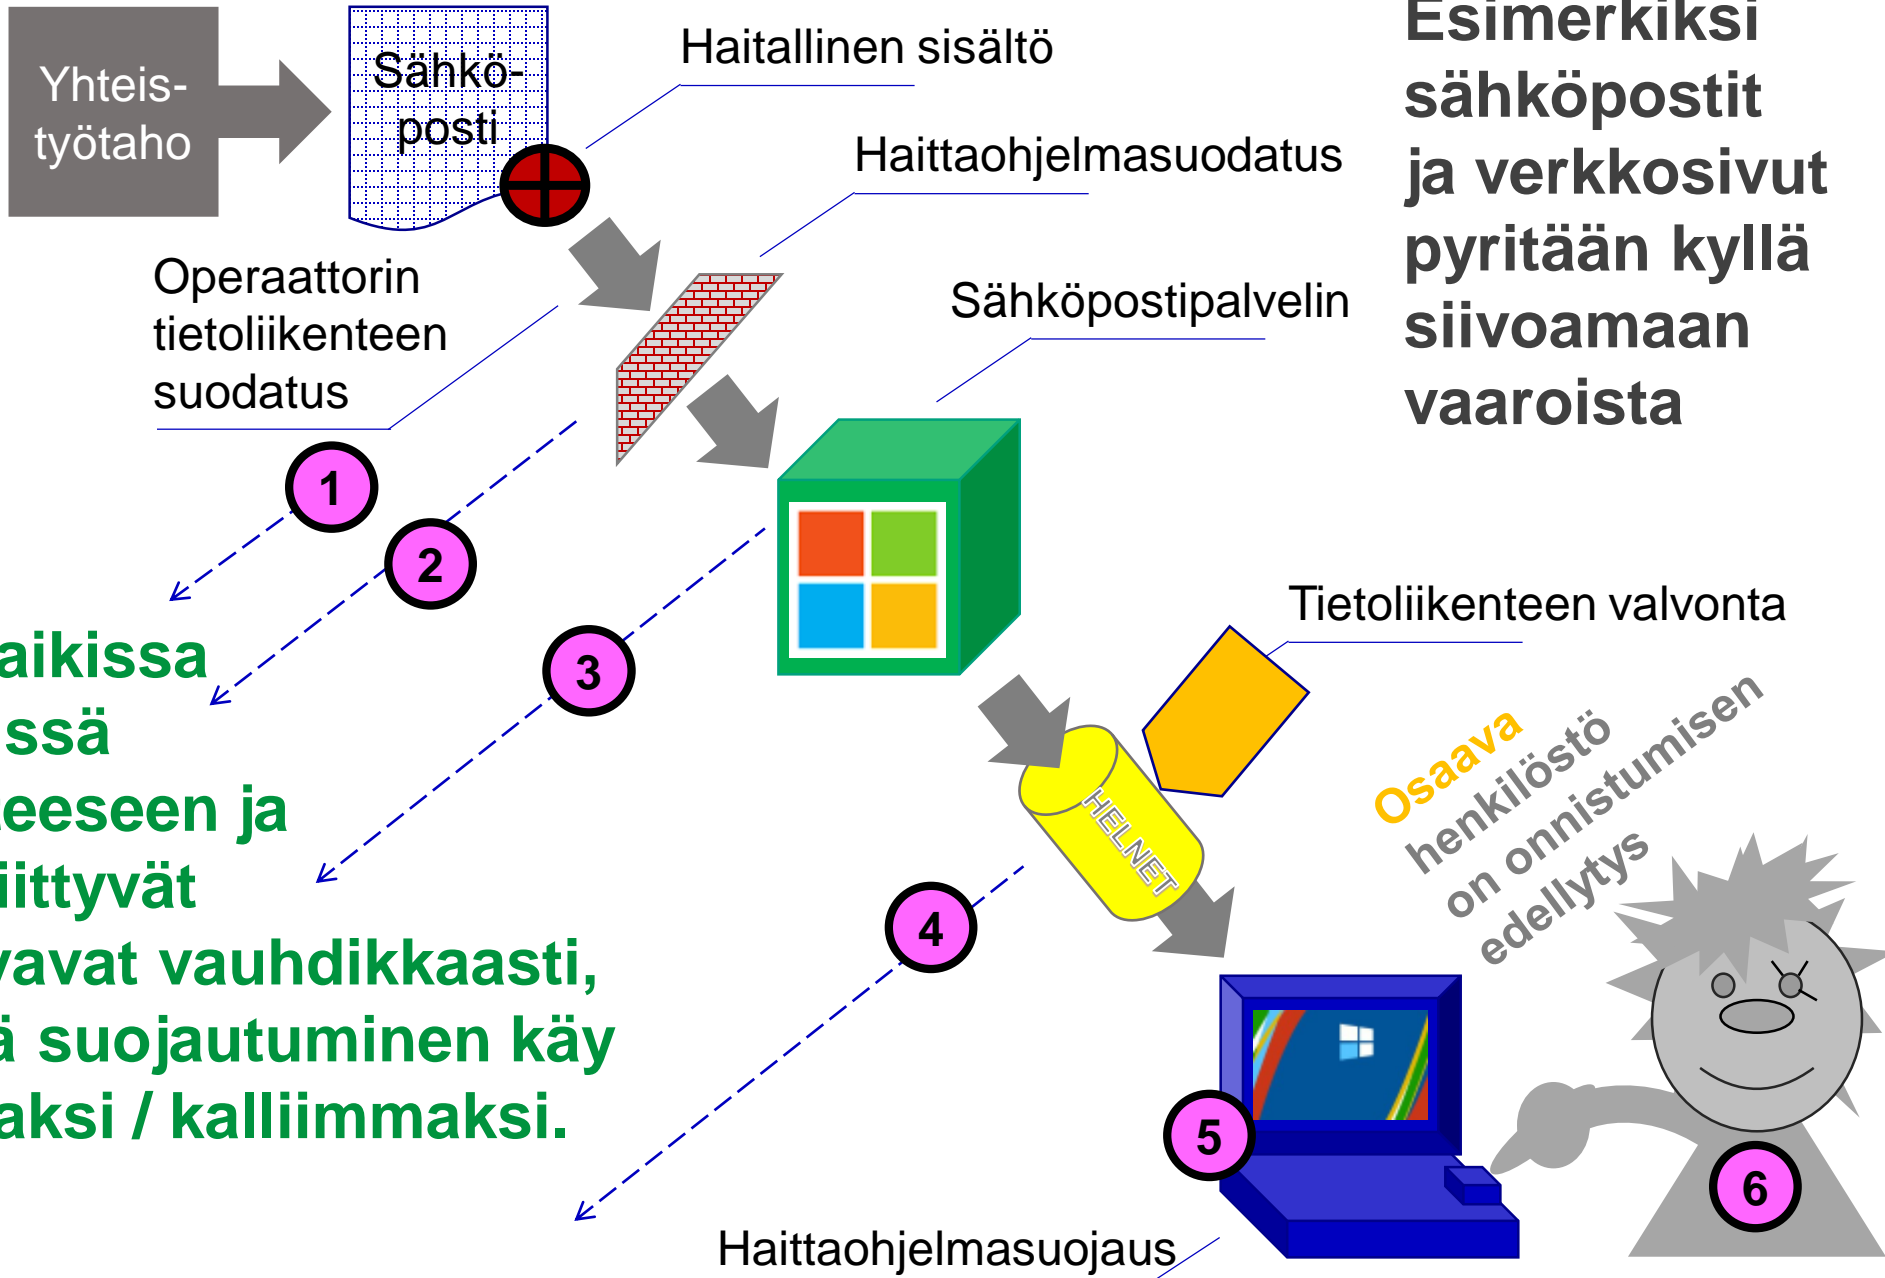 Yhteis-
työtaho
Sähkö-
posti
Haitallinen sisältö
Haittaohjelmasuodatus
Esimerkiksi
sähköpostit
ja verkkosivut
pyritään kyllä
siivoamaan
vaaroista
Operaattorin
tietoliikenteen
suodatus
Sähköpostipalvelin
1
2
3
Tietoliikenteen valvonta
aikissa
issä
teeseen ja
iittyvät
vavat vauhdikkaasti,
ä suojautuminen käy
aksi / kalliimmaksi.
HELNET
Osaava
henkilöstö
on onnistumisen
edellytys
4
5
6
Haittaohjelmasuojaus